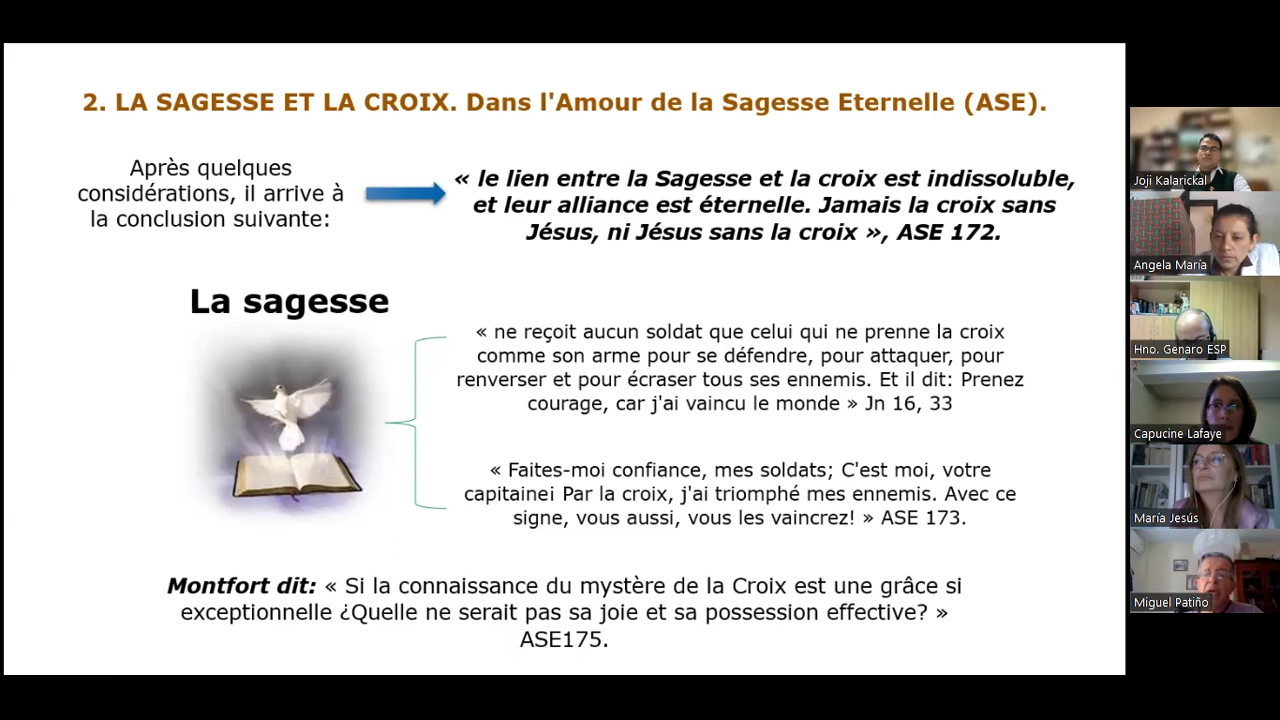 2. LA SAGESSE ET LA CROIX. Dans l'Amour de la Sagesse Eternelle (ASE).
Après quelques
considérations, il arrive à
la conclusion suivante:
« le lien entre la Sagesse et la croix est indissoluble,
et leur alliance est éternelle. Jamais la croix sans
Jésus, ni Jésus sans la croix », ASE 172.
La sagesse
« ne reçoit aucun soldat que celui qui ne prenne la croix
comme son arme pour se défendre, pour attaquer, pour
renverser et pour écraser tous ses ennemis. Et il dit: Prenez
courage, car j'ai vaincu le monde » Jn 16, 33
« Faites-moi confiance, mes soldats; C'est moi, votre
capitainei Par la croix, j'ai triomphé mes ennemis. Avec ce
signe, vous aussi, vous les vaincrez! » ASE 173.
Montfort dit: « Si la connaissance du mystère de la Croix est une grâce si
exceptionnelle ¿Quelle ne serait pas sa joie et sa possession effective? »
ASE175.
Joji Kalarickal
Angela María
Hno. Genaro ESP
Capucine Lafaye
María Jesús
Miguel Patiño